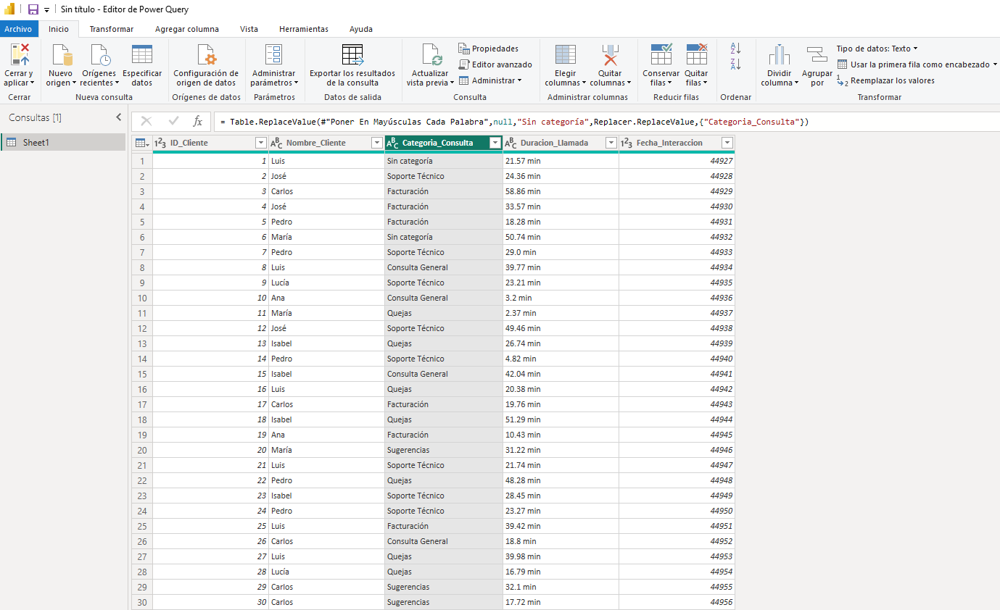 Sin título - Editor de Power Query
Archivo Inicio Transformar Agregar columna Vista Herramientas Ayuda
Cerrar y aplicar
Cerrar
Nuevo origen
Orígenes recientes
Especificar datos
Nueva consulta
Configuración de origen de datos
Orígenes de datos
Administrar parámetros
Parámetros
Exportar los resultados de la consulta
Datos de salida
Actualizar vista previa
Propiedades
Editor avanzado
Administrar
Consulta
Elegir columnas
Quitar columnas
Administrar columnas
Conservar filas
Quitar filas
Reducir filas
Ordenar
Dividir columna
Agrupar por
Tipo de datos: Texto
Usar la primera fila como encabezado
Reemplazar los valores
Transformar
Consultas [1]
Sheet1
fx
= Table.ReplaceValue(#"Poner En Mayúsculas Cada Palabra",null,"Sin categoría",Replacer.ReplaceValue,{"Categoria_Consulta"})
ID_Cliente Nombre_Cliente Categoria_Consulta Duracion_Llamada Fecha_Interaccion
1 1 Luis Sin categoría 21.57 min 44927
2 2 José Soporte Técnico 24.36 min 44928
3 3 Carlos Facturación 58.86 min 44929
4 4 José Facturación 33.57 min 44930
5 5 Pedro Facturación 18.28 min 44931
6 6 María Sin categoría 50.74 min 44932
7 7 Pedro Soporte Técnico 29.0 min 44933
8 8 Luis Consulta General 39.77 min 44934
9 9 Lucía Soporte Técnico 23.21 min 44935
10 10 Ana Consulta General 3.2 min 44936
11 11 María Quejas 2.37 min 44937
12 12 José Soporte Técnico 49.46 min 44938
13 13 Isabel Quejas 26.74 min 44939
14 14 Pedro Soporte Técnico 4.82 min 44940
15 15 Isabel Consulta General 42.04 min 44941
16 16 Luis Quejas 20.38 min 44942
17 17 Carlos Facturación 19.76 min 44943
18 18 Isabel Quejas 51.29 min 44944
19 19 Ana Facturación 10.43 min 44945
20 20 María Sugerencias 31.22 min 44946
21 21 Luis Soporte Técnico 21.74 min 44947
22 22 Pedro Quejas 48.28 min 44948
23 23 Isabel Soporte Técnico 28.45 min 44949
24 24 Pedro Soporte Técnico 23.27 min 44950
25 25 Luis Facturación 39.42 min 44951
26 26 Carlos Consulta General 18.8 min 44952
27 27 Luis Quejas 39.98 min 44953
28 28 Lucía Quejas 16.79 min 44954
29 29 Carlos Sugerencias 32.1 min 44955
30 30 Carlos Sugerencias 17.72 min 44956